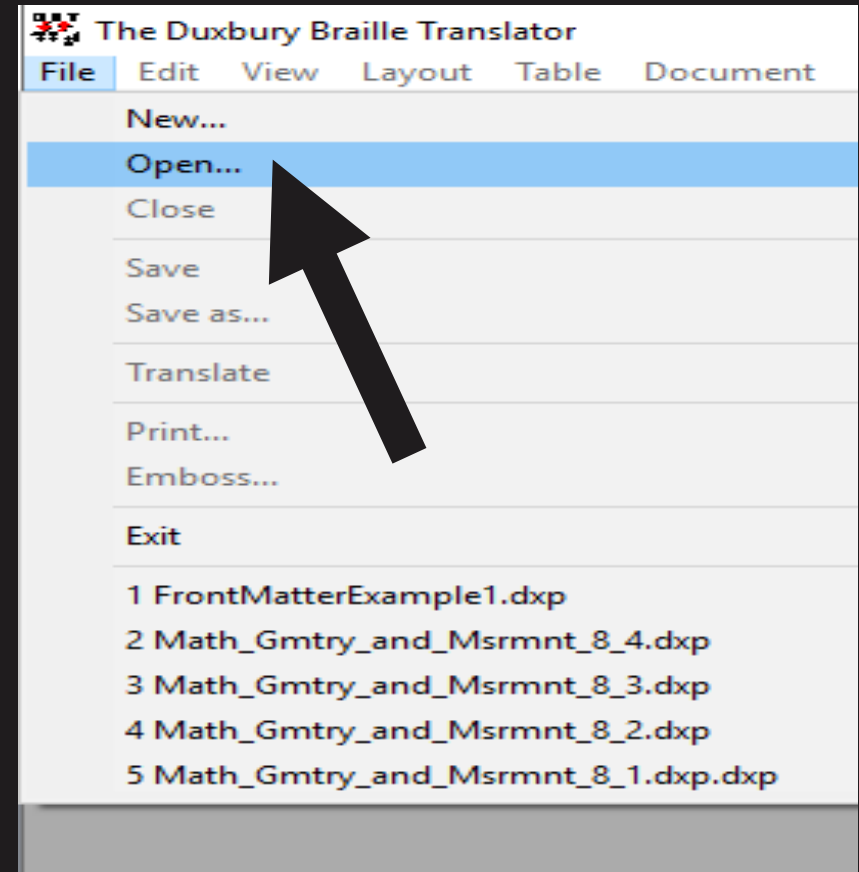 The Duxbury Braille Translator
File Edit View Layout Table Document
New...
Open...
Close
Save
Save as...
Translate
Print...
Emboss...
Exit
1 FrontMatterExample1.dxp
2 Math_Gmtry_and_Msrmnt_8_4.dxp
3 Math_Gmtry_and_Msrmnt_8_3.dxp
4 Math_Gmtry_and_Msrmnt_8_2.dxp
5 Math_Gmtry_and_Msrmnt_8_1.dxp.dxp